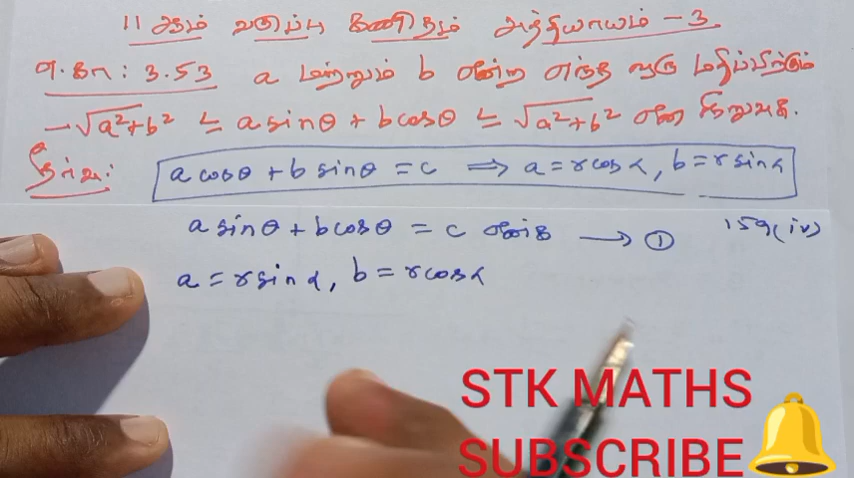 11 ஆம் வகுப்பு கணிதம் அத்தியாயம் - 3
எ.கா : 3.53 a மற்றும் b என்ற எந்த ஒரு மதிப்பிற்கும்
-√a²+b² ≤ a sinθ + b cosθ ≤ √a²+b² என நிறுவுக.
தீர்வு: a cosθ + b sinθ = c ⟹ a = r cos α, b = r sin α
a sinθ + b cosθ = c என்க → ① 159(iv)
a = r sin α, b = r cos α
STK MATHS
SUBSCRIBE